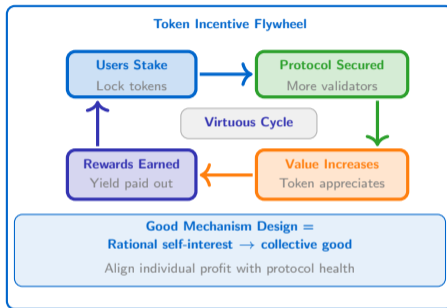 Token Incentive Flywheel
Users Stake
Lock tokens
Protocol Secured
More validators
Virtuous Cycle
Rewards Earned
Yield paid out
Value Increases
Token appreciates
Good Mechanism Design =
Rational self-interest → collective good
Align individual profit with protocol health